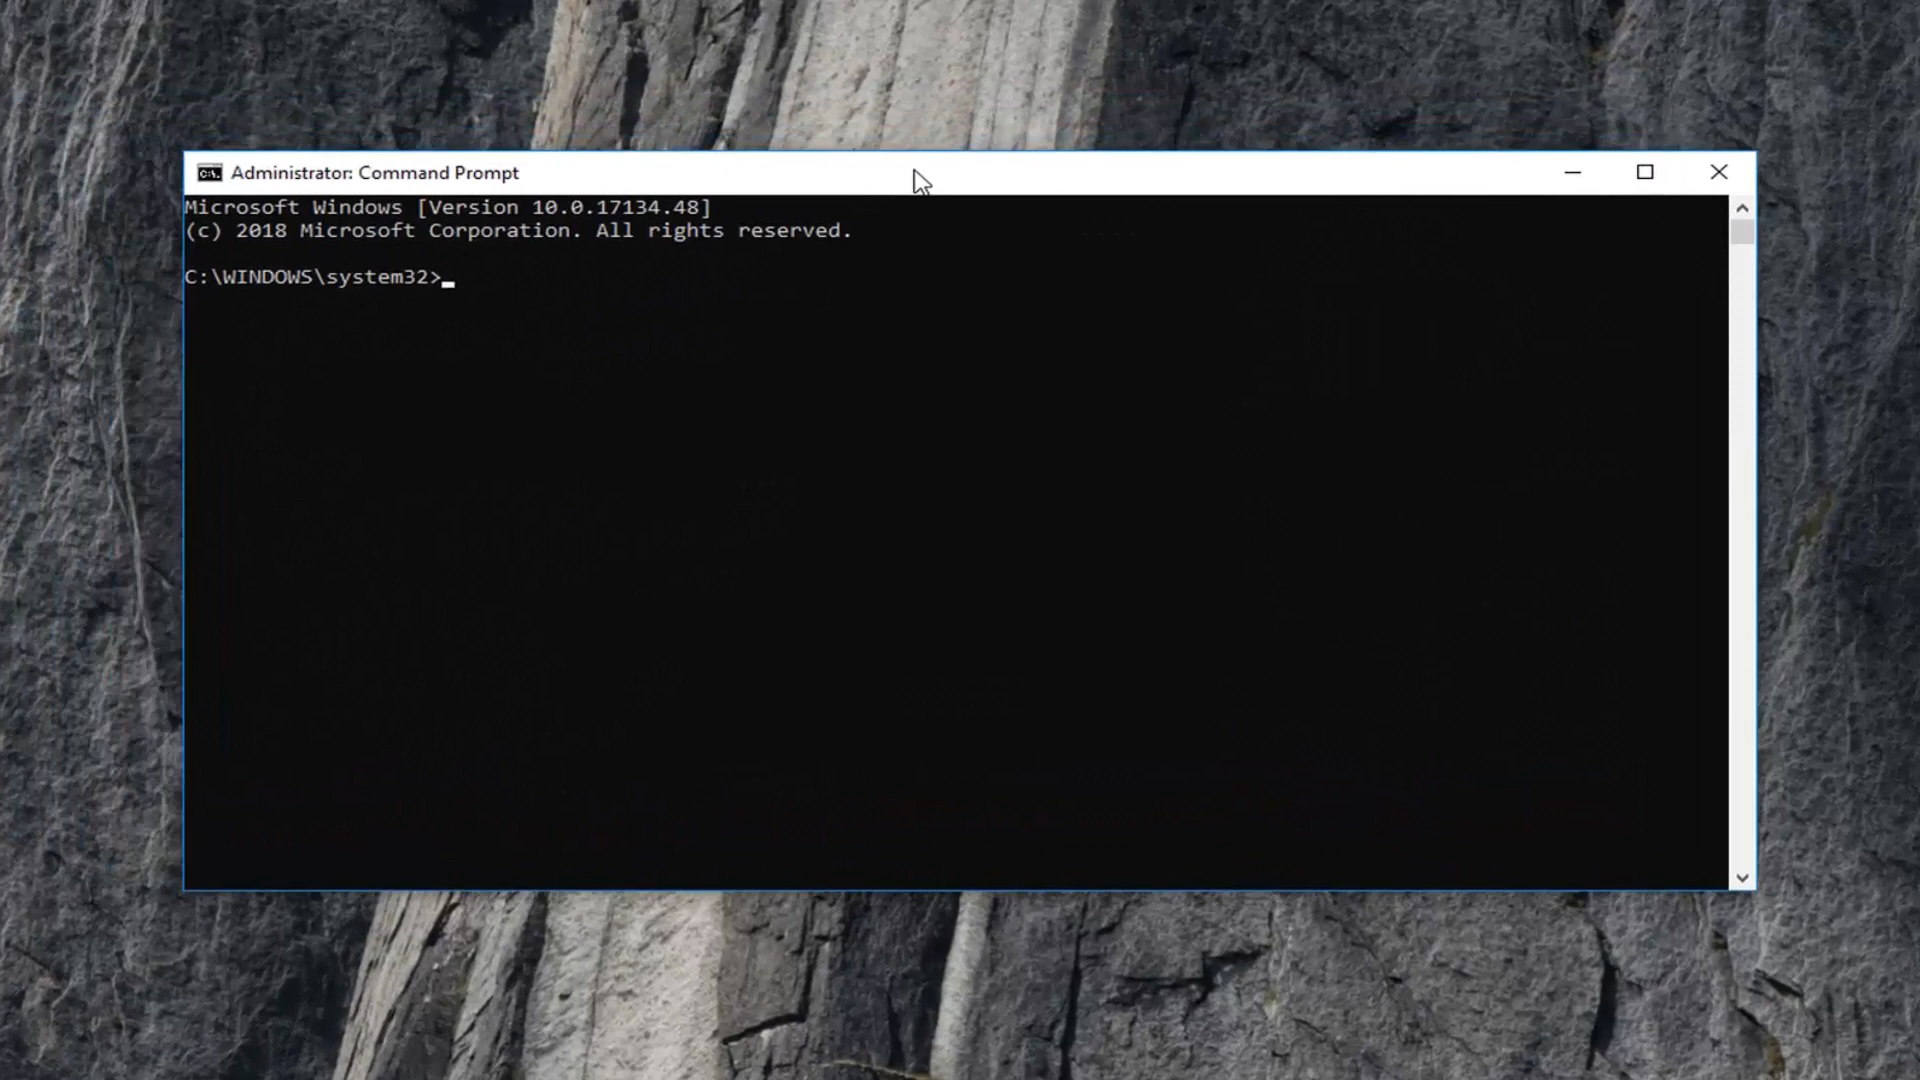 Administrator: Command Prompt
Microsoft Windows [Version 10.0.17134.48]
(c) 2018 Microsoft Corporation. All rights reserved.
C:\WINDOWS\system32>